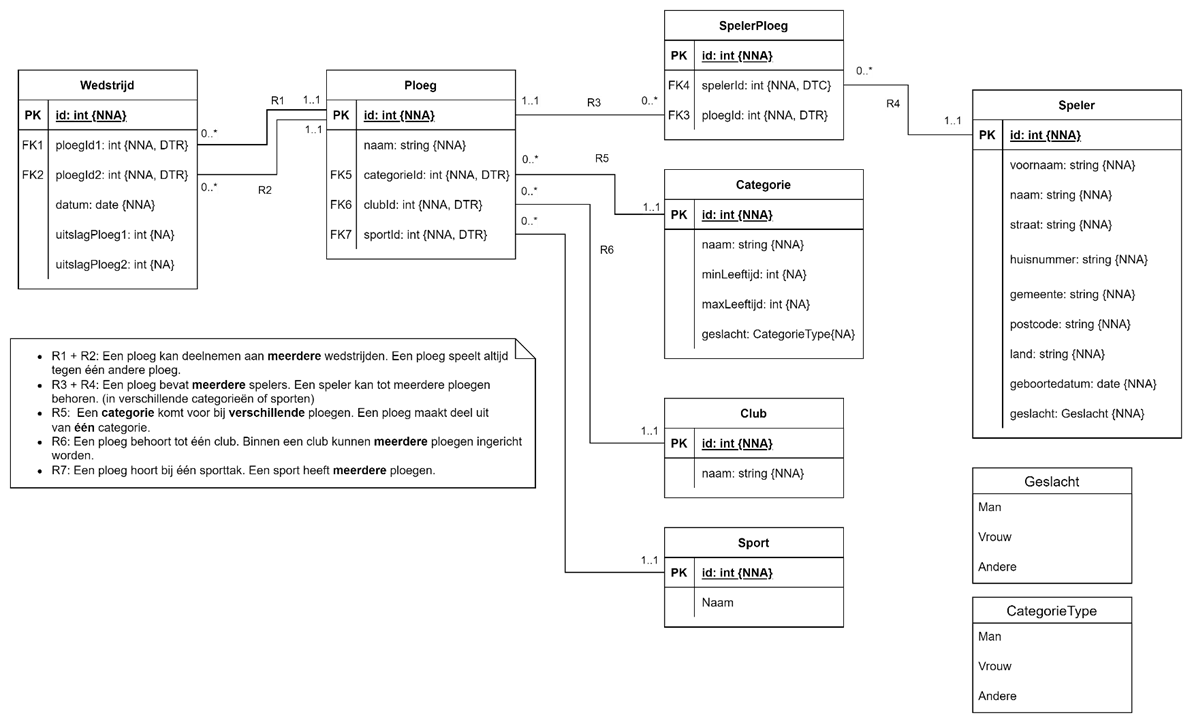 SpelerPloeg
PK id: int {NNA}
FK4 spelerId: int {NNA, DTC}
FK3 ploegId: int {NNA, DTR}
Wedstrijd
PK id: int {NNA}
FK1 ploegId1: int {NNA, DTR}
FK2 ploegId2: int {NNA, DTR}
datum: date {NNA}
uitslagPloeg1: int {NA}
uitslagPloeg2: int {NA}
R1
1..1
1..1
0..*
0..*
R2
Ploeg
PK id: int {NNA}
naam: string {NNA}
FK5 categorieId: int {NNA, DTR}
FK6 clubId: int {NNA, DTR}
FK7 sportId: int {NNA, DTR}
1..1
R3
0..*
0..*
R4
1..1
0..*
R5
1..1
0..*
0..*
R6
1..1
1..1
Speler
PK id: int {NNA}
voornaam: string {NNA}
naam: string {NNA}
straat: string {NNA}
huisnummer: string {NNA}
gemeente: string {NNA}
postcode: string {NNA}
land: string {NNA}
geboortedatum: date {NNA}
geslacht: Geslacht {NNA}
Categorie
PK id: int {NNA}
naam: string {NNA}
minLeeftijd: int {NA}
maxLeeftijd: int {NA}
geslacht: CategorieType{NA}
• R1 + R2: Een ploeg kan deelnemen aan meerdere wedstrijden. Een ploeg speelt altijd
tegen één andere ploeg.
• R3 + R4: Een ploeg bevat meerdere spelers. Een speler kan tot meerdere ploegen
behoren. (in verschillende categorieën of sporten)
• R5: Een categorie komt voor bij verschillende ploegen. Een ploeg maakt deel uit
van één categorie.
• R6: Een ploeg behoort tot één club. Binnen een club kunnen meerdere ploegen ingericht
worden.
• R7: Een ploeg hoort bij één sporttak. Een sport heeft meerdere ploegen.
Club
PK id: int {NNA}
naam: string {NNA}
Sport
PK id: int {NNA}
Naam
Geslacht
Man
Vrouw
Andere
CategorieType
Man
Vrouw
Andere